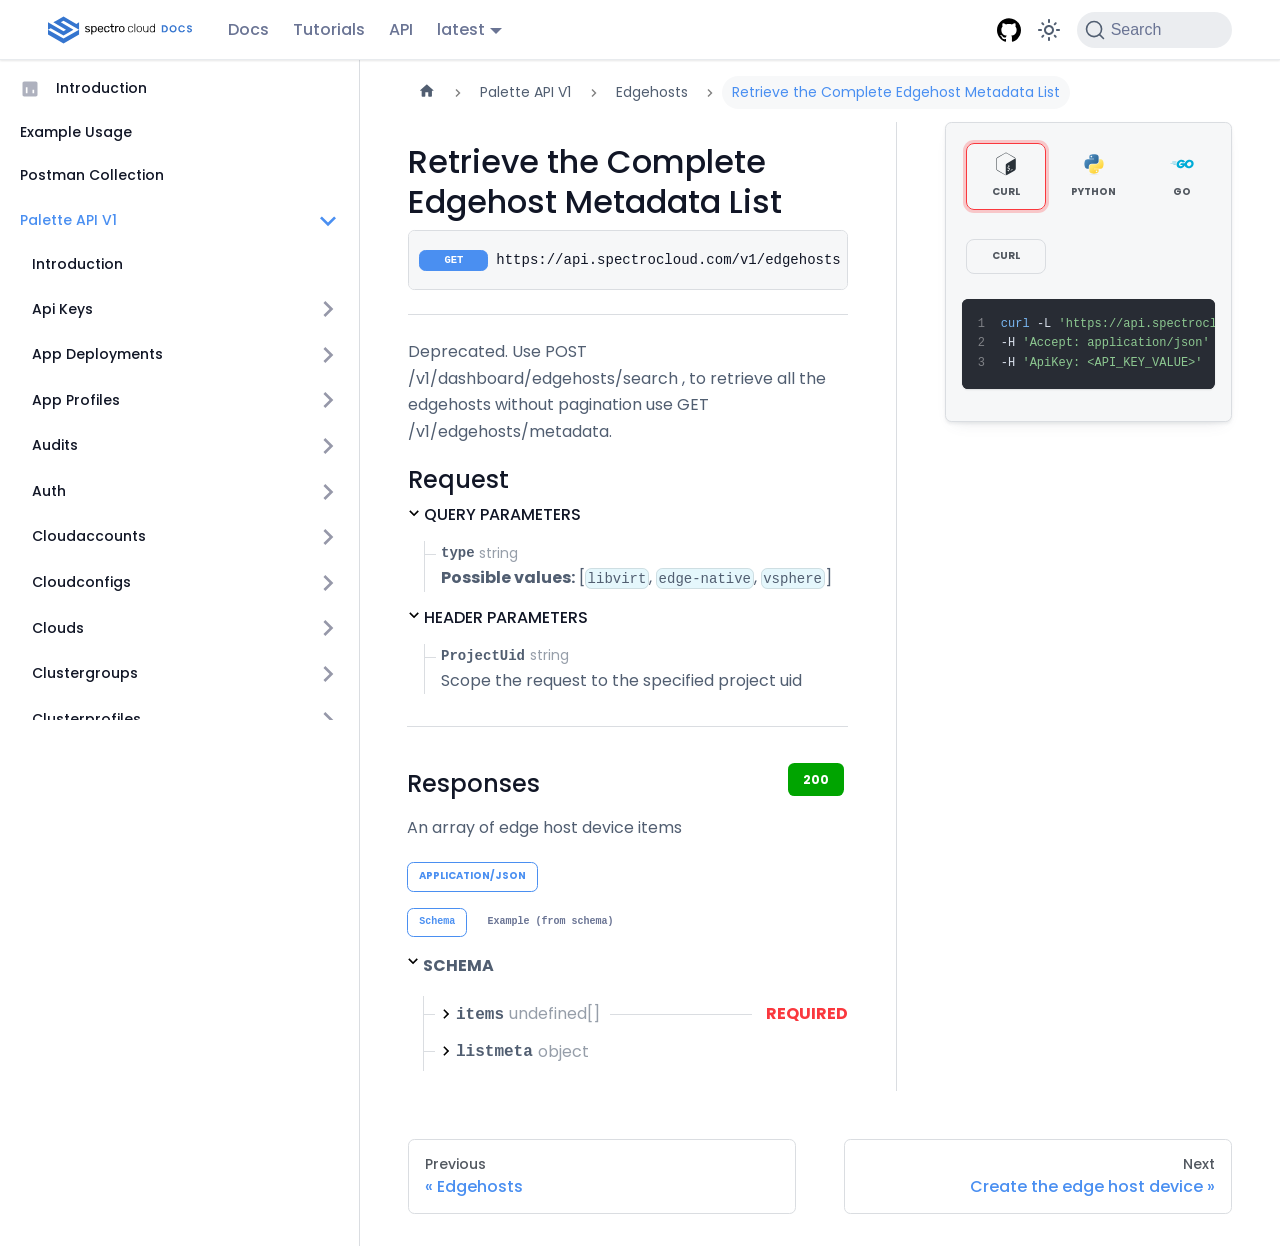 spectro cloud DOCS
Docs
Tutorials
API
latest
Search
Introduction
Example Usage
Postman Collection
Palette API V1
Introduction
Api Keys
App Deployments
App Profiles
Audits
Auth
Cloudaccounts
Cloudconfigs
Clouds
Clustergroups
Clusterprofiles
Palette API V1
Edgehosts
Retrieve the Complete Edgehost Metadata List
Retrieve the Complete
Edgehost Metadata List
GET https://api.spectrocloud.com/v1/edgehosts
Deprecated. Use POST
/v1/dashboard/edgehosts/search , to retrieve all the
edgehosts without pagination use GET
/v1/edgehosts/metadata.
Request
QUERY PARAMETERS
type string
Possible values: [libvirt, edge-native, vsphere]
HEADER PARAMETERS
ProjectUid string
Scope the request to the specified project uid
Responses
200
An array of edge host device items
APPLICATION/JSON
Schema
Example (from schema)
SCHEMA
items undefined[] REQUIRED
listmeta object
CURL
PYTHON
GO
CURL
1 curl -L 'https://api.spectrocl
2 -H 'Accept: application/json'
3 -H 'ApiKey: <API_KEY_VALUE>'
Previous
« Edgehosts
Next
Create the edge host device »